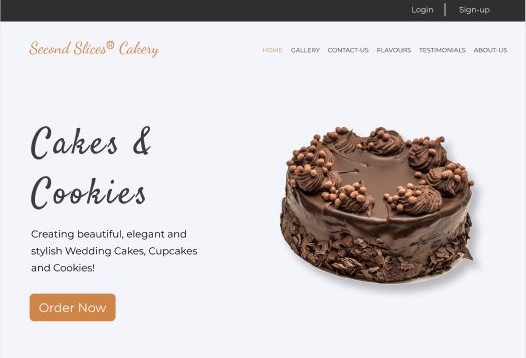 Login | Sign-up
Second Slices® Cakery
HOME GALLERY CONTACT-US FLAVOURS TESTIMONIALS ABOUT-US
Cakes &
Cookies
Creating beautiful, elegant and
stylish Wedding Cakes, Cupcakes
and Cookies!
Order Now